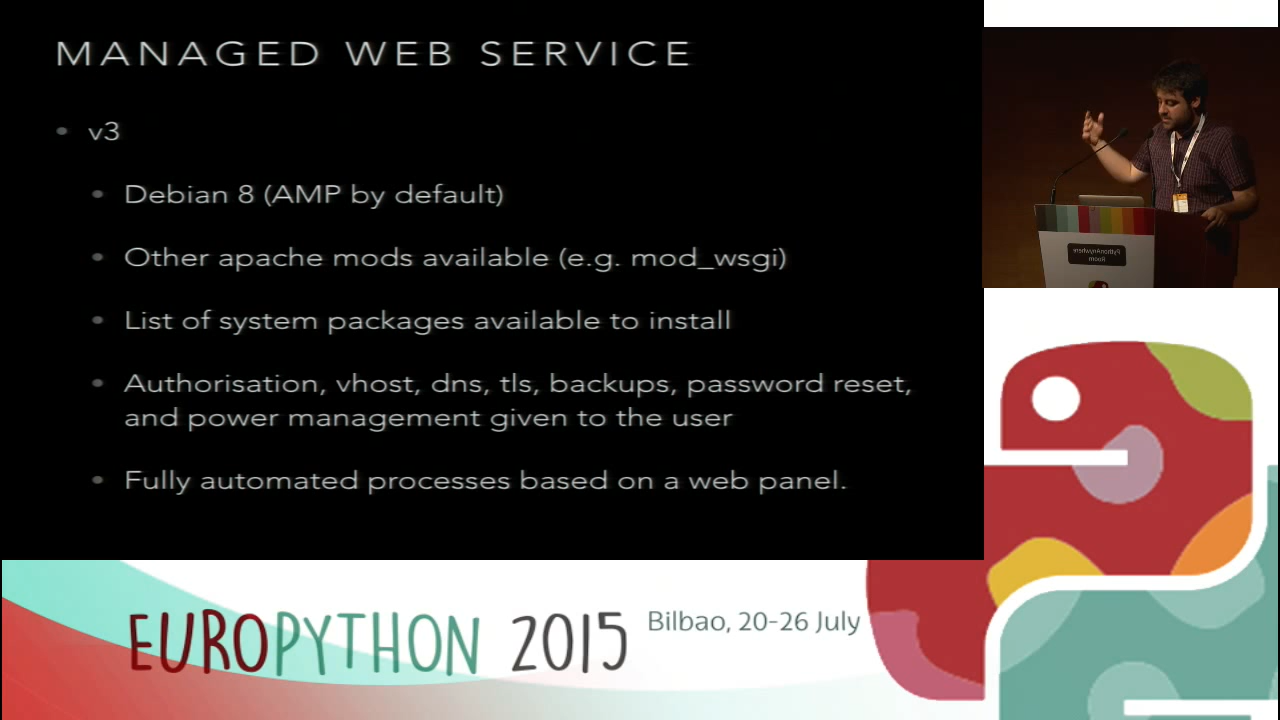 MANAGED WEB SERVICE
• v3
• Debian 8 (AMP by default)
• Other apache mods available (e.g. mod_wsgi)
• List of system packages available to install
• Authorisation, vhost, dns, tls, backups, password reset,
and power management given to the user
• Fully automated processes based on a web panel.
PythonAnywhere
Room
EUROPYTHON 2015
Bilbao, 20-26 July